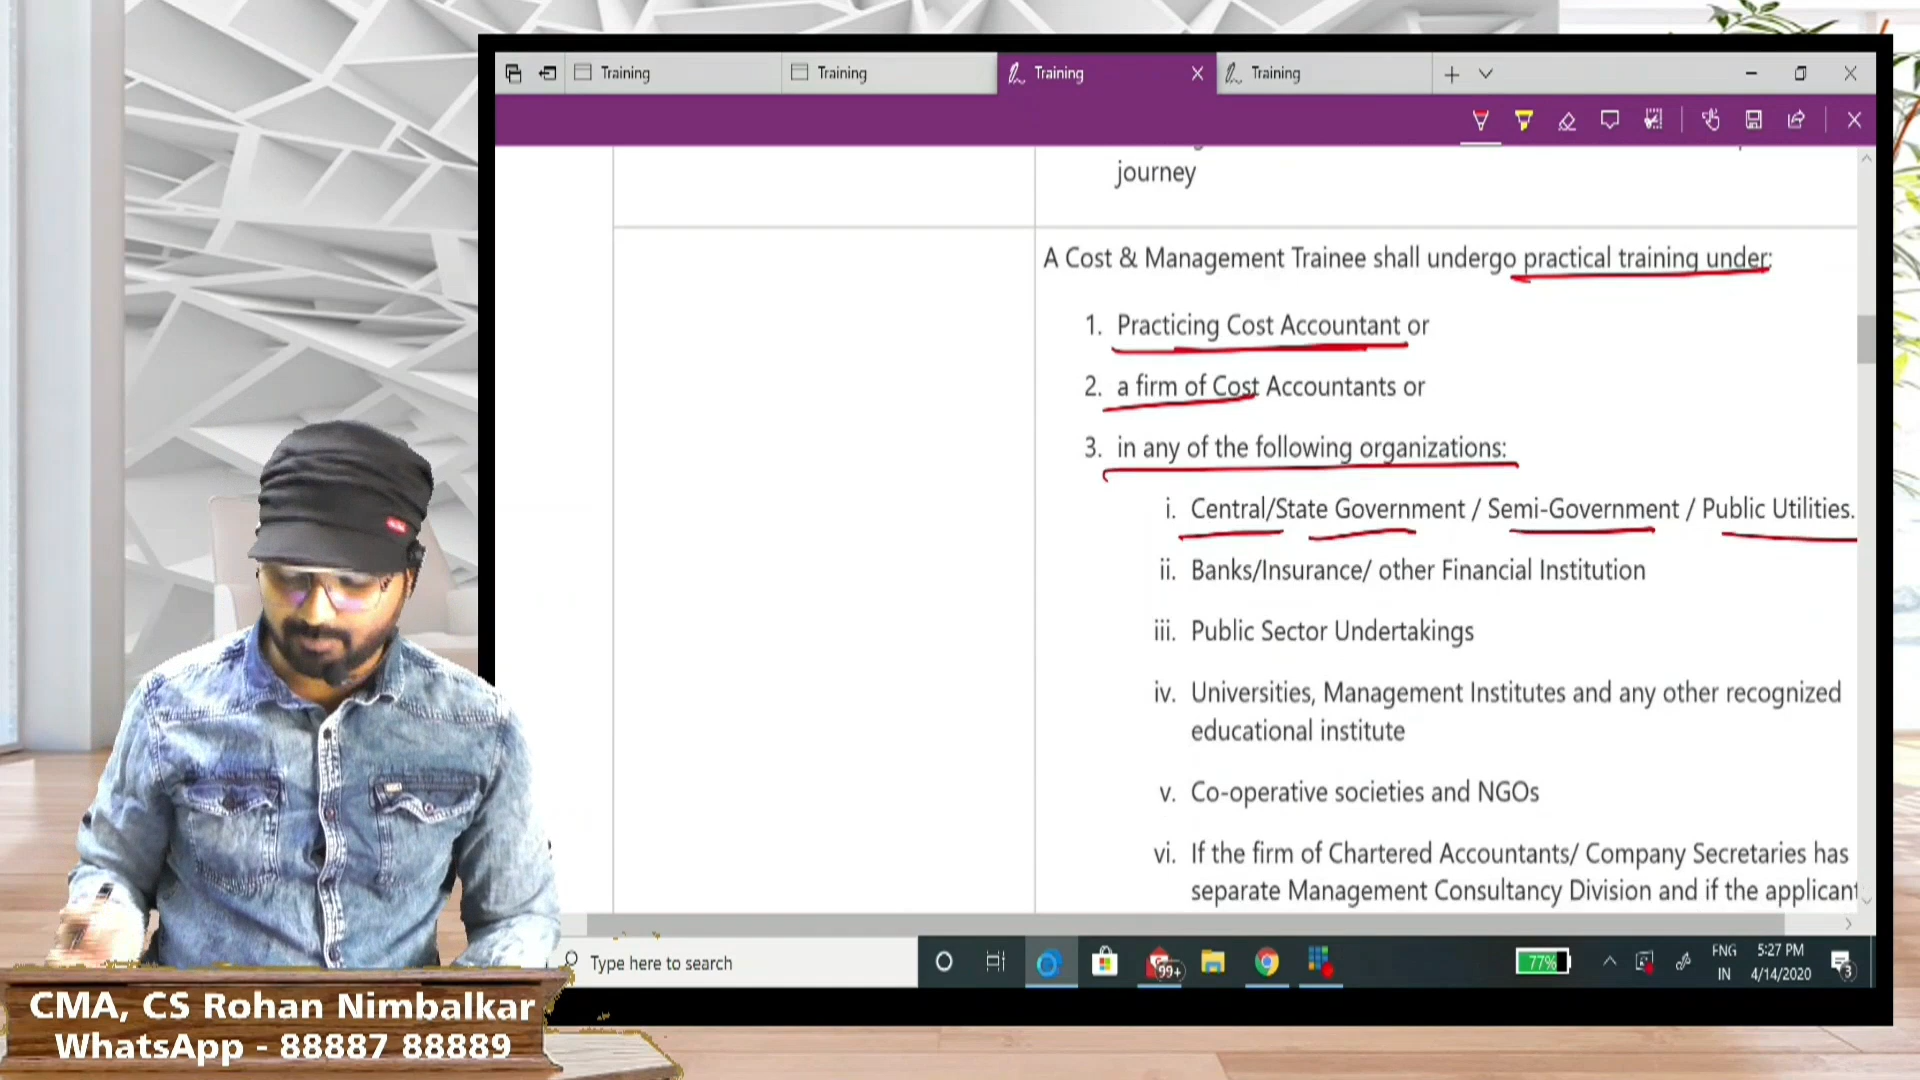 Training
Training
Training
Training
journey
A Cost & Management Trainee shall undergo practical training under:
1. Practicing Cost Accountant or
2. a firm of Cost Accountants or
3. in any of the following organizations:
i. Central/State Government / Semi-Government / Public Utilities.
ii. Banks/Insurance/ other Financial Institution
iii. Public Sector Undertakings
iv. Universities, Management Institutes and any other recognized
educational institute
v. Co-operative societies and NGOs
vi. If the firm of Chartered Accountants/ Company Secretaries has
separate Management Consultancy Division and if the applicant
Type here to search
99+
77%
ENG
IN
5:27 PM
4/14/2020
3
CMA, CS Rohan Nimbalkar
WhatsApp - 88887 88889